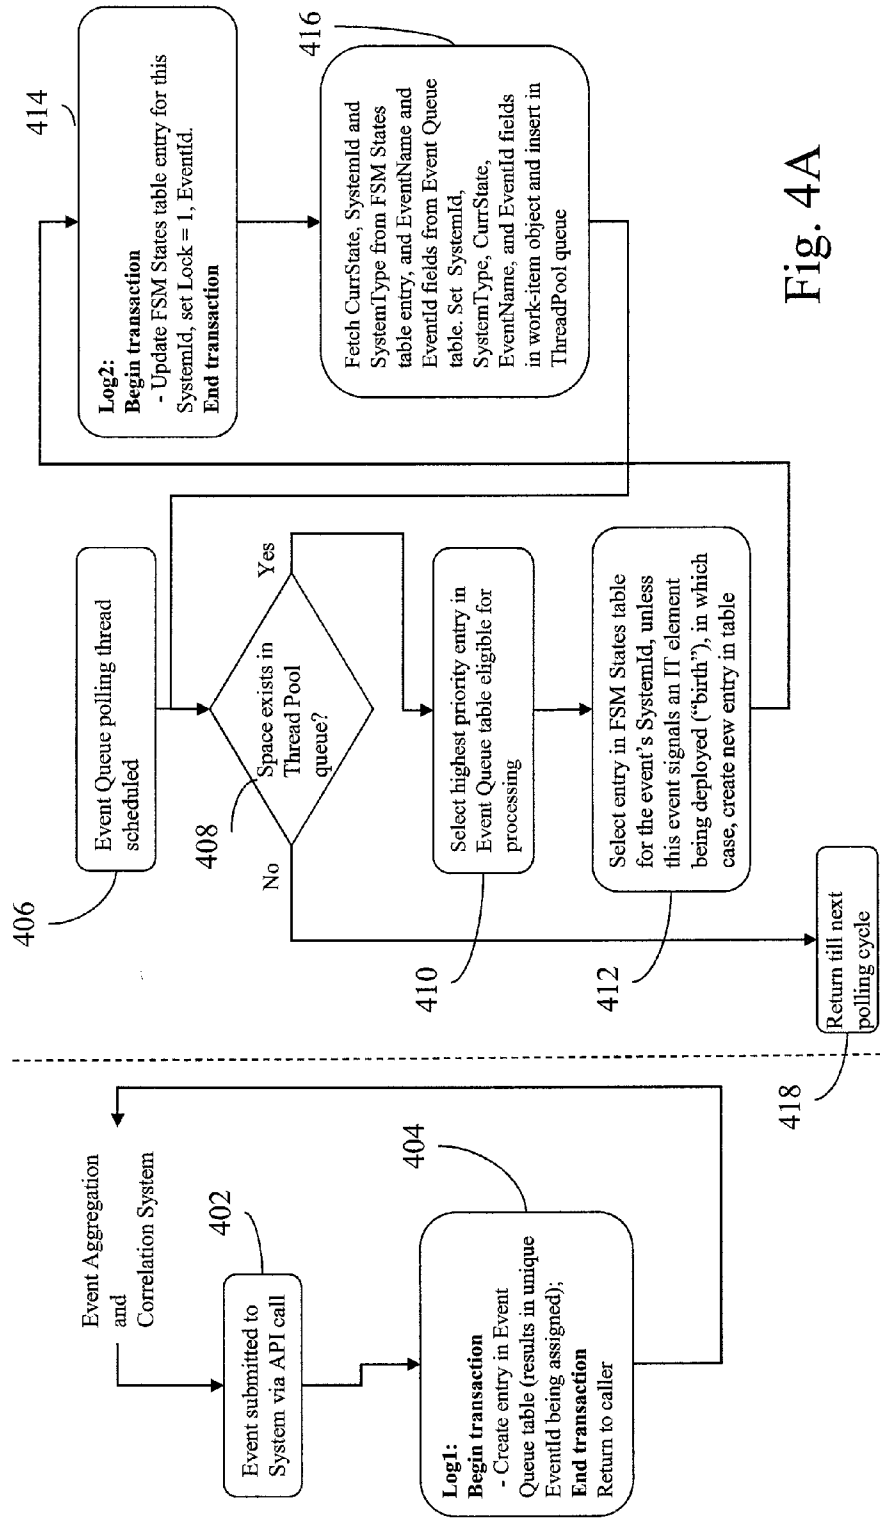 Event Aggregation
and
Correlation System
402
Event submitted to
System via API call
404
Log1:
Begin transaction
- Create entry in Event
Queue table (results in unique
EventId being assigned);
End transaction
Return to caller
406
Event Queue polling thread
scheduled
408
Space exists in
Thread Pool
queue?
No
Yes
410
Select highest priority entry in
Event Queue table eligible for
processing
412
Select entry in FSM States table
for the event's SystemId, unless
this event signals an IT element
being deployed ("birth"), in which
case, create new entry in table
418
Return till next
polling cycle
414
Log2:
Begin transaction
- Update FSM States table entry for this
SystemId, set Lock = 1, EventId.
End transaction
416
Fetch CurrState, SystemId and
SystemType from FSM States
table entry, and EventName and
EventId fields from Event Queue
table. Set SystemId,
SystemType, CurrState,
EventName, and EventId fields
in work-item object and insert in
ThreadPool queue
Fig. 4A